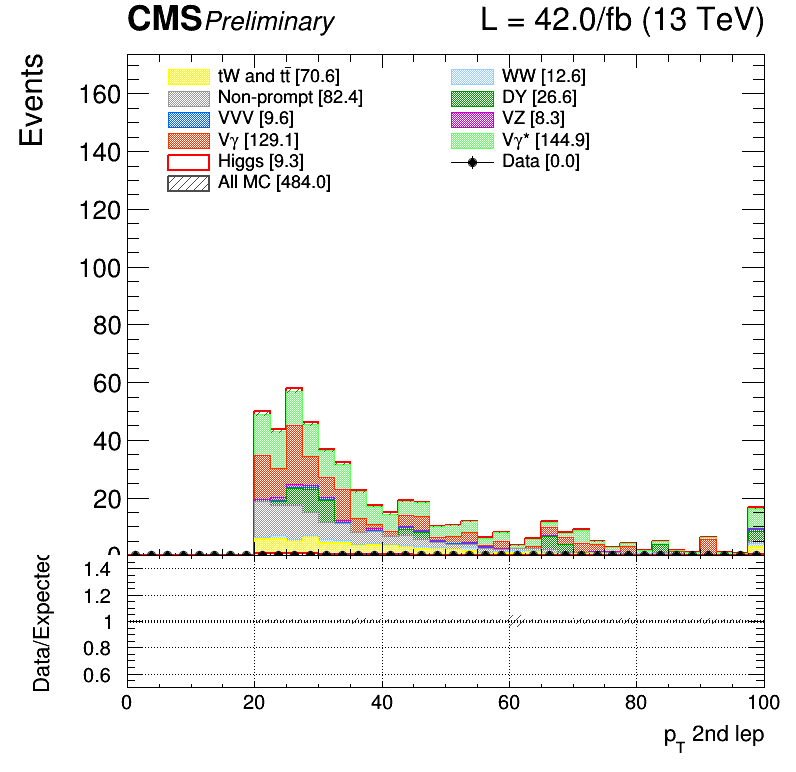 CMS Preliminary L = 42.0/fb (13 TeV)
Events
160
140
120
100
80
60
40
20
0
tW and tt̄ [70.6]
Non-prompt [82.4]
VVV [9.6]
Vγ [129.1]
Higgs [9.3]
All MC [484.0]
WW [12.6]
DY [26.6]
VZ [8.3]
Vγ* [144.9]
Data [0.0]
Data/Expected
1.4
1.2
1
0.8
0.6
0 20 40 60 80 100
p_T 2nd lep